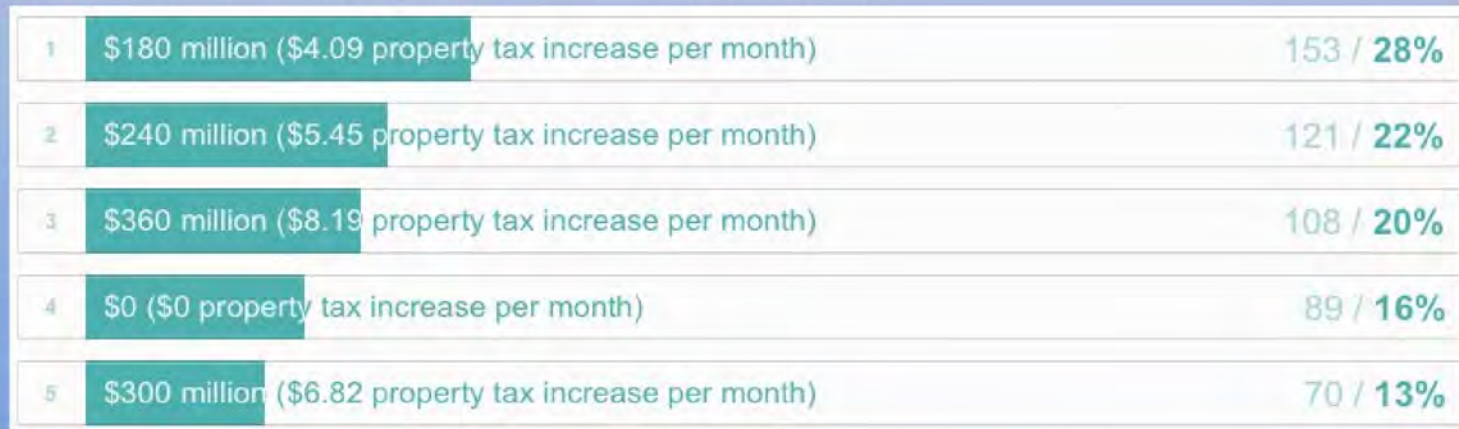 1 $180 million ($4.09 property tax increase per month) 153 / 28%
2 $240 million ($5.45 property tax increase per month) 121 / 22%
3 $360 million ($8.19 property tax increase per month) 108 / 20%
4 $0 ($0 property tax increase per month) 89 / 16%
5 $300 million ($6.82 property tax increase per month) 70 / 13%